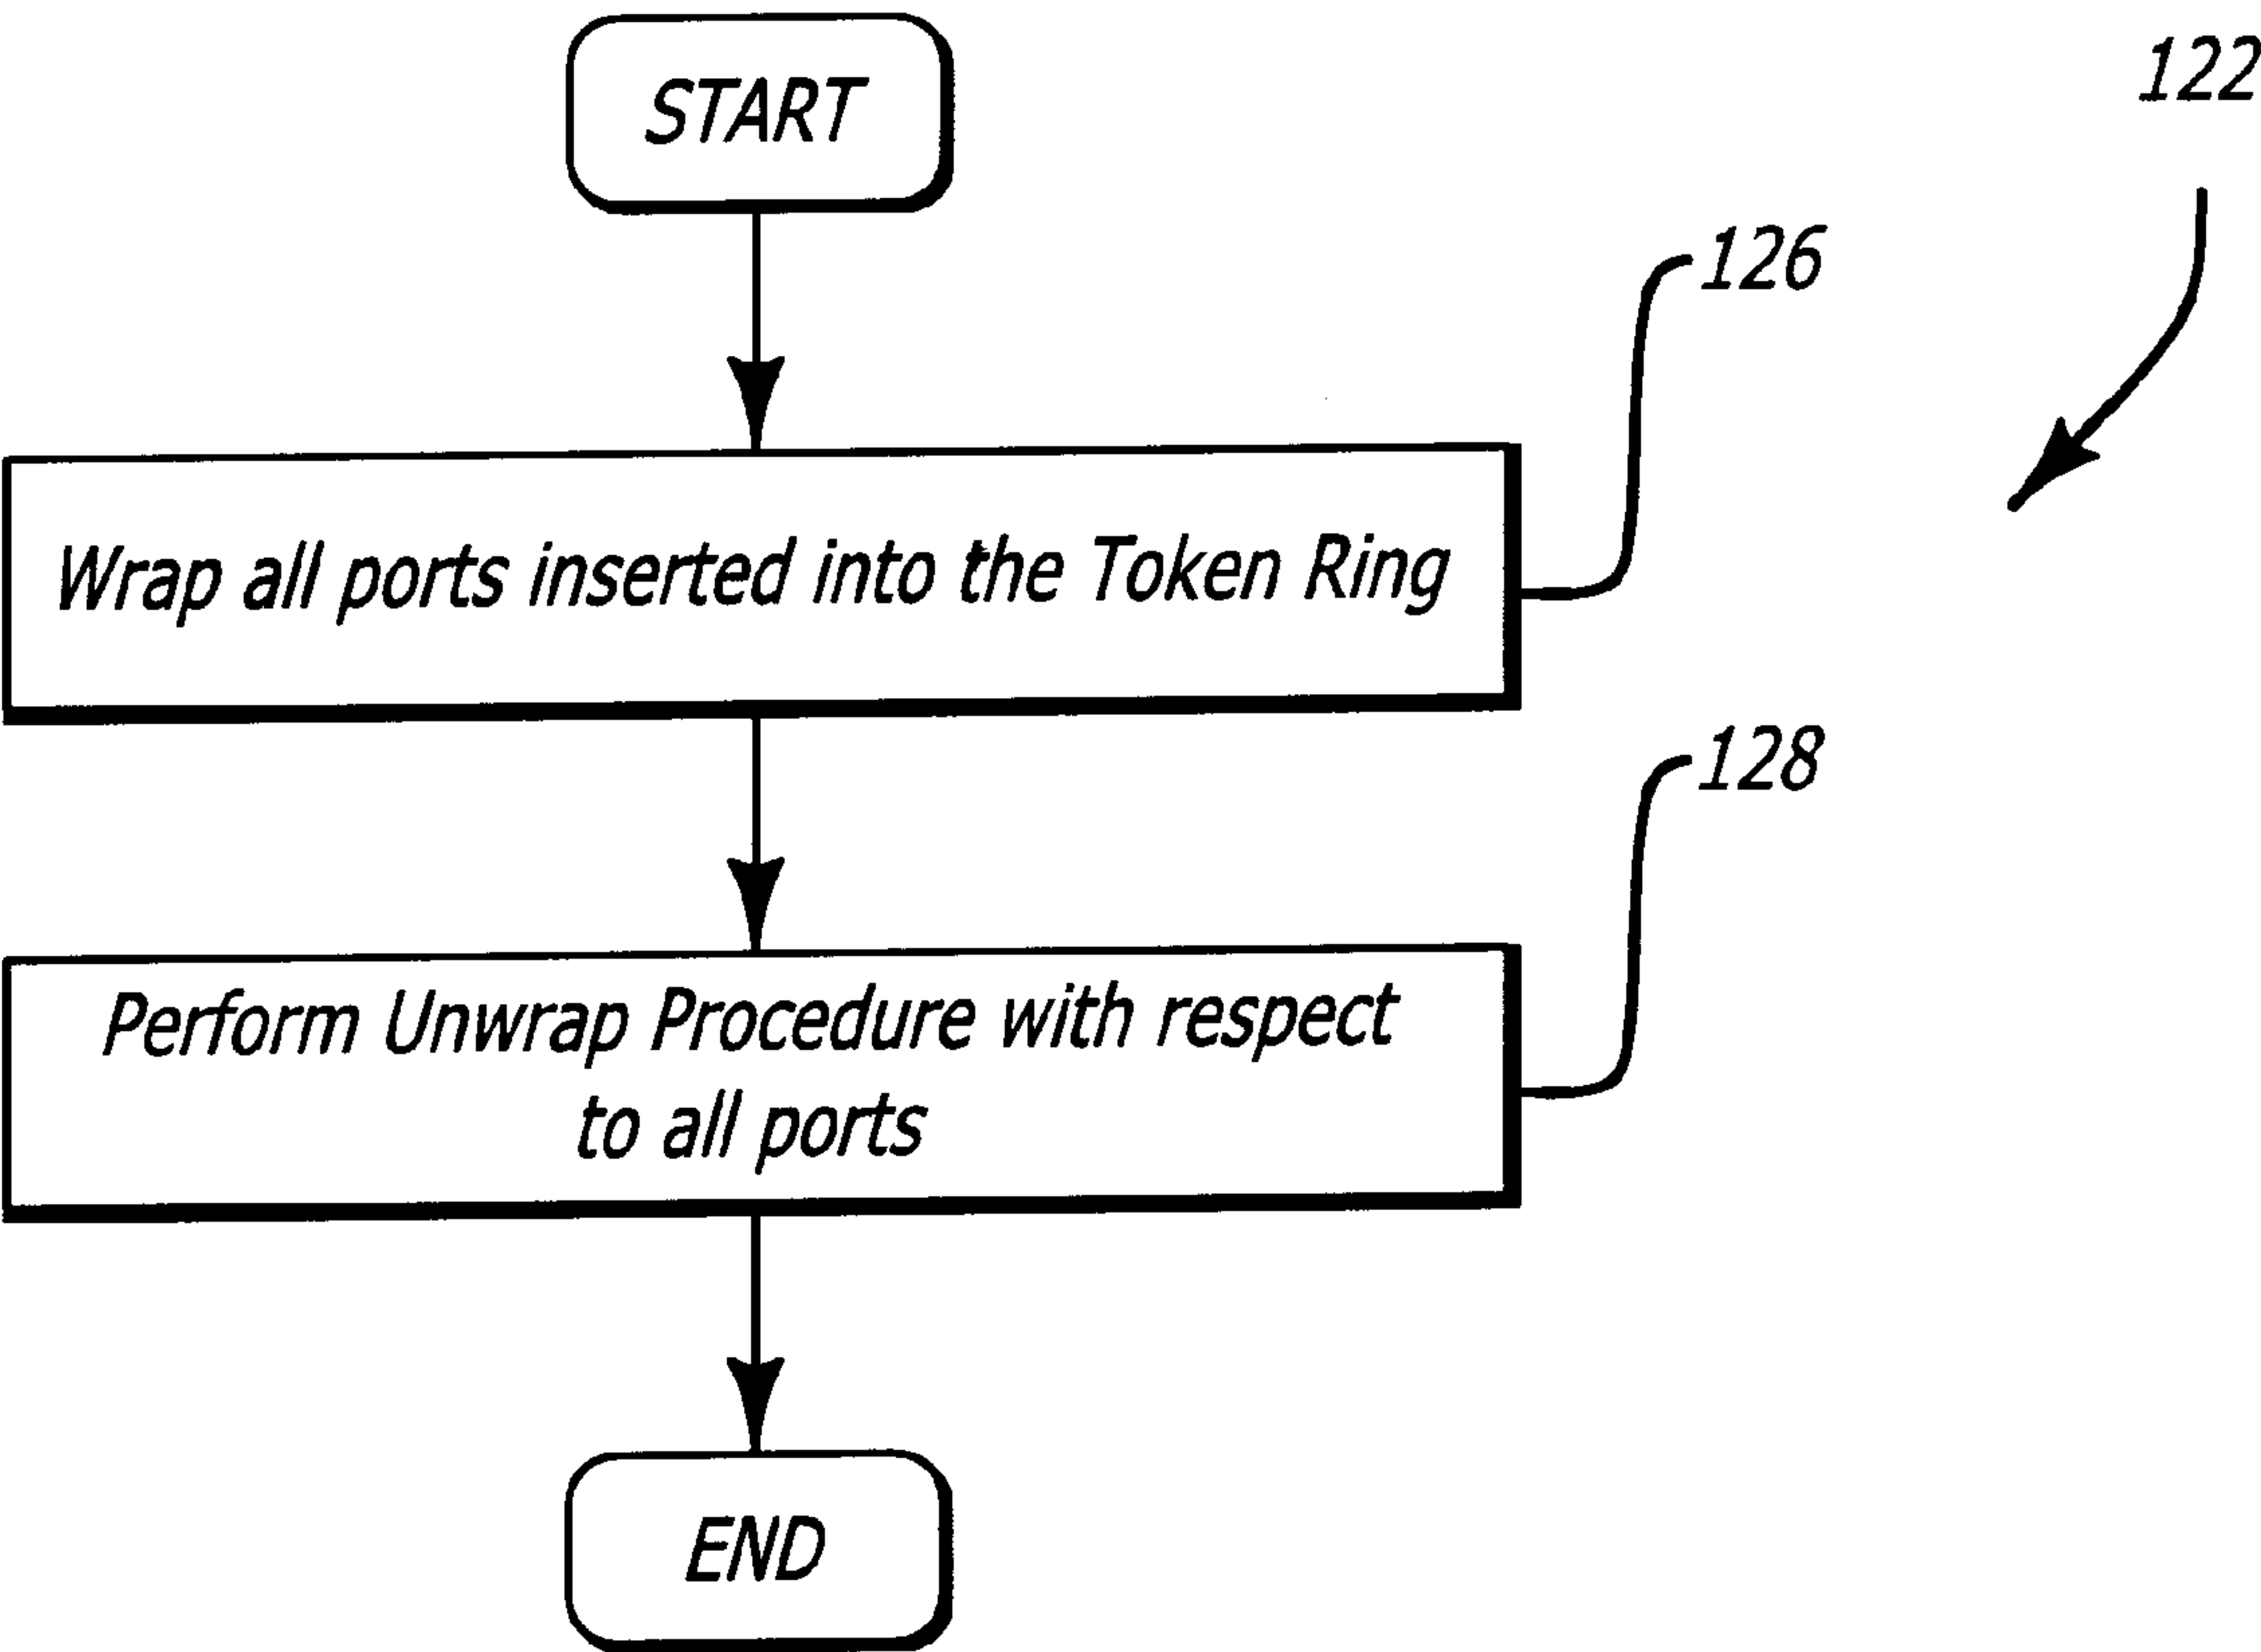 START
122
126
Wrap all ports inserted into the Token Ring
128
Perform Unwrap Procedure with respect
to all ports
END